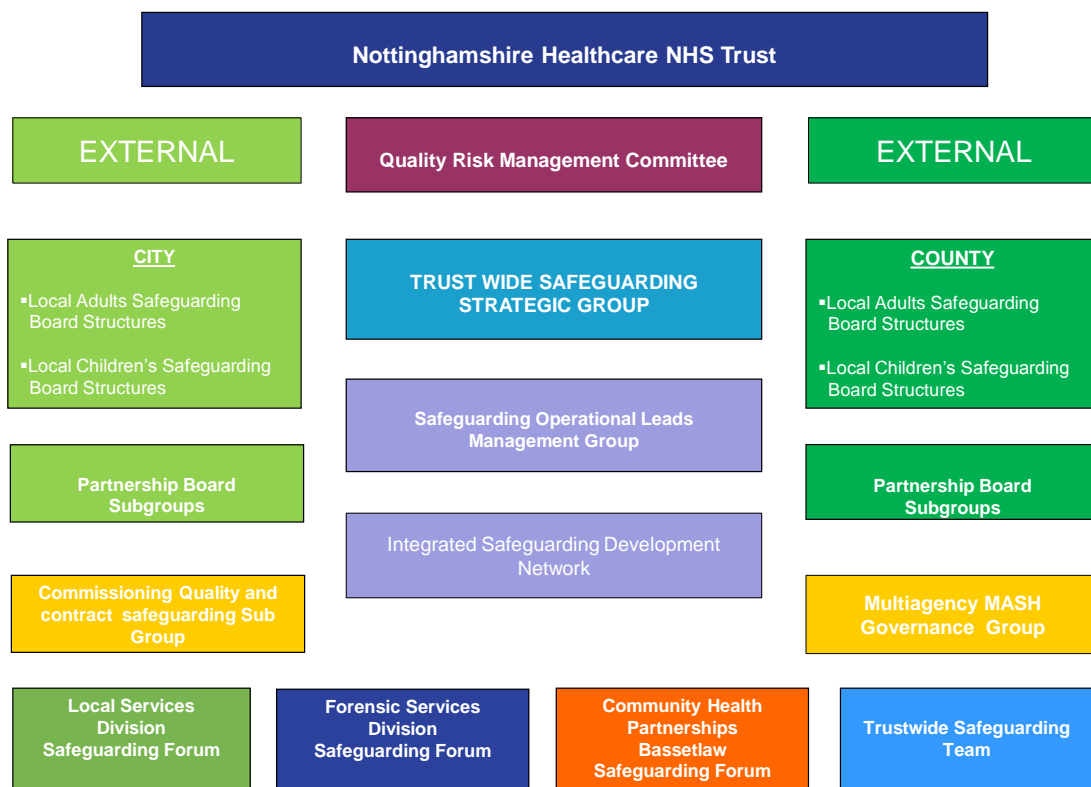 Nottinghamshire Healthcare NHS Trust
EXTERNAL
Quality Risk Management Committee
EXTERNAL
CITY
▪Local Adults Safeguarding
Board Structures
▪Local Children's Safeguarding
Board Structures
TRUST WIDE SAFEGUARDING
STRATEGIC GROUP
COUNTY
▪Local Adults Safeguarding
Board Structures
▪Local Children's Safeguarding
Board Structures
Safeguarding Operational Leads
Management Group
Partnership Board
Subgroups
Partnership Board
Subgroups
Integrated Safeguarding Development
Network
Commissioning Quality and
contract safeguarding Sub
Group
Multiagency MASH
Governance Group
Local Services
Division
Safeguarding Forum
Forensic Services
Division
Safeguarding Forum
Community Health
Partnerships
Bassetlaw
Safeguarding Forum
Trustwide Safeguarding
Team